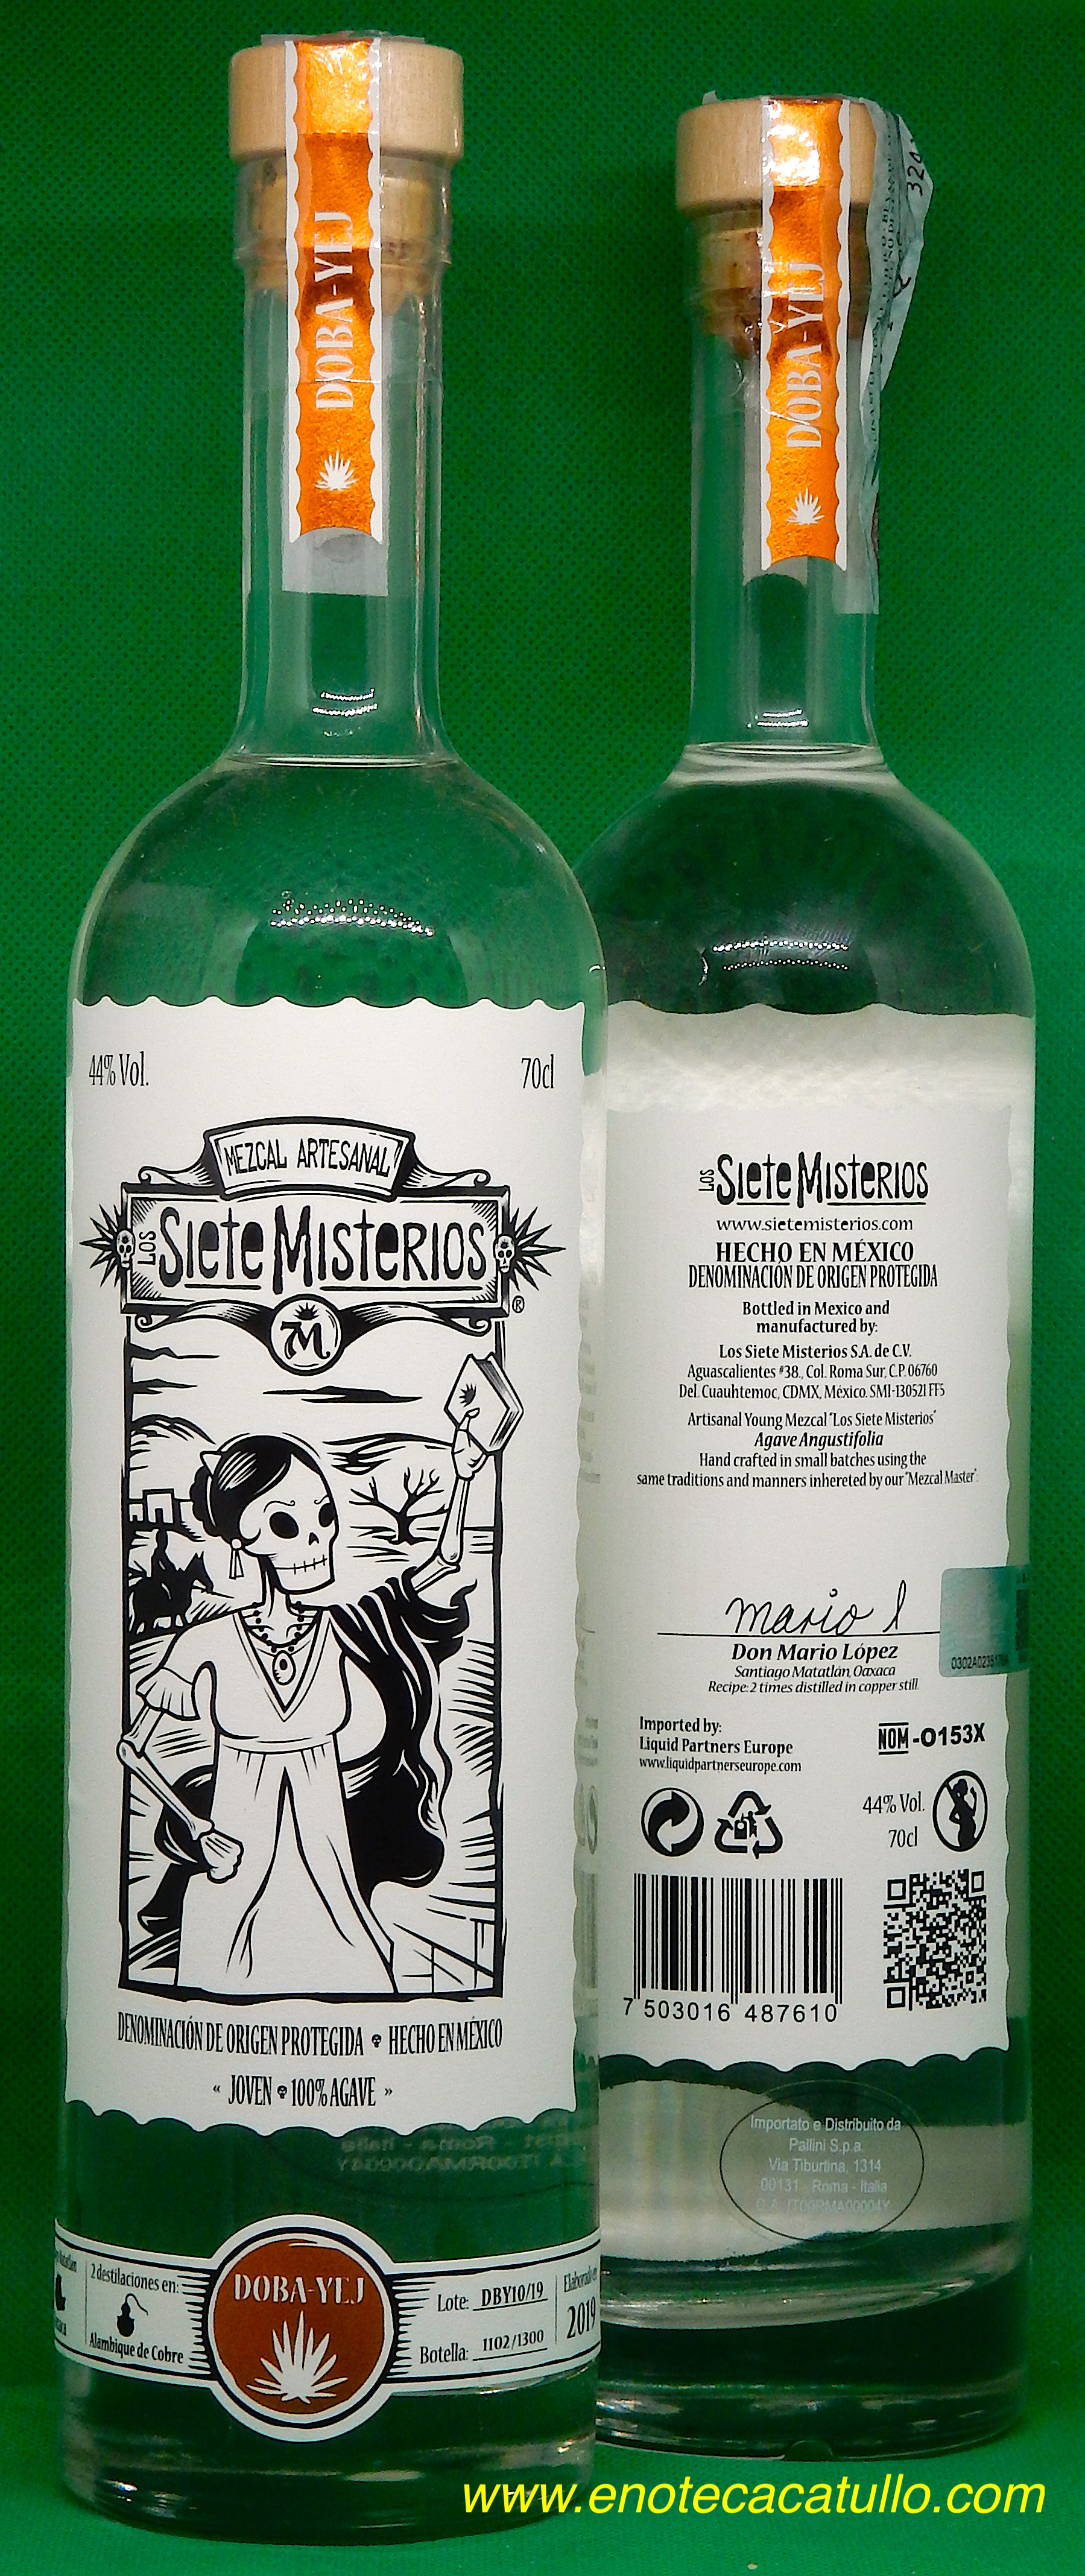 DOBA-YEJ
44% Vol.
70cl
MEZCAL ARTESANAL
LOS SIETE MISTERIOS
®
7M
DENOMINACIÓN DE ORIGEN PROTEGIDA HECHO EN MÉXICO
« JOVEN 100% AGAVE »
2 destilaciones en:
Alambique de Cobre
DOBA-YEJ
Lote: DBY10/19
Botella: 1102/1300
2019
DOBA-YEJ
LOS SIETE MISTERIOS
www.sietemisterios.com
HECHO EN MÉXICO
DENOMINACIÓN DE ORIGEN PROTEGIDA
Bottled in Mexico and
manufactured by:
Los Siete Misterios S.A. de C.V.
Aguascalientes #38., Col. Roma Sur, C.P. 06760
Del. Cuauhtemoc, CDMX, México. SMI-130521 FF5
Artisanal Young Mezcal "Los Siete Misterios"
Agave Angustifolia
Hand crafted in small batches using the
same traditions and manners inhereted by our "Mezcal Master".
mario l
Don Mario López
Santiago Matatlán, Oaxaca
Recipe: 2 times distilled in copper still.
Imported by:
Liquid Partners Europe
www.liquidpartnerseurope.com
NOM-O153X
44% Vol.
70cl
7 503016 487610
Importato e Distribuito da
Pallini S.p.a.
Via Tiburtina, 1314
00131 - Roma - Italia
IT00RMA00004Y
www.enotecacatullo.com